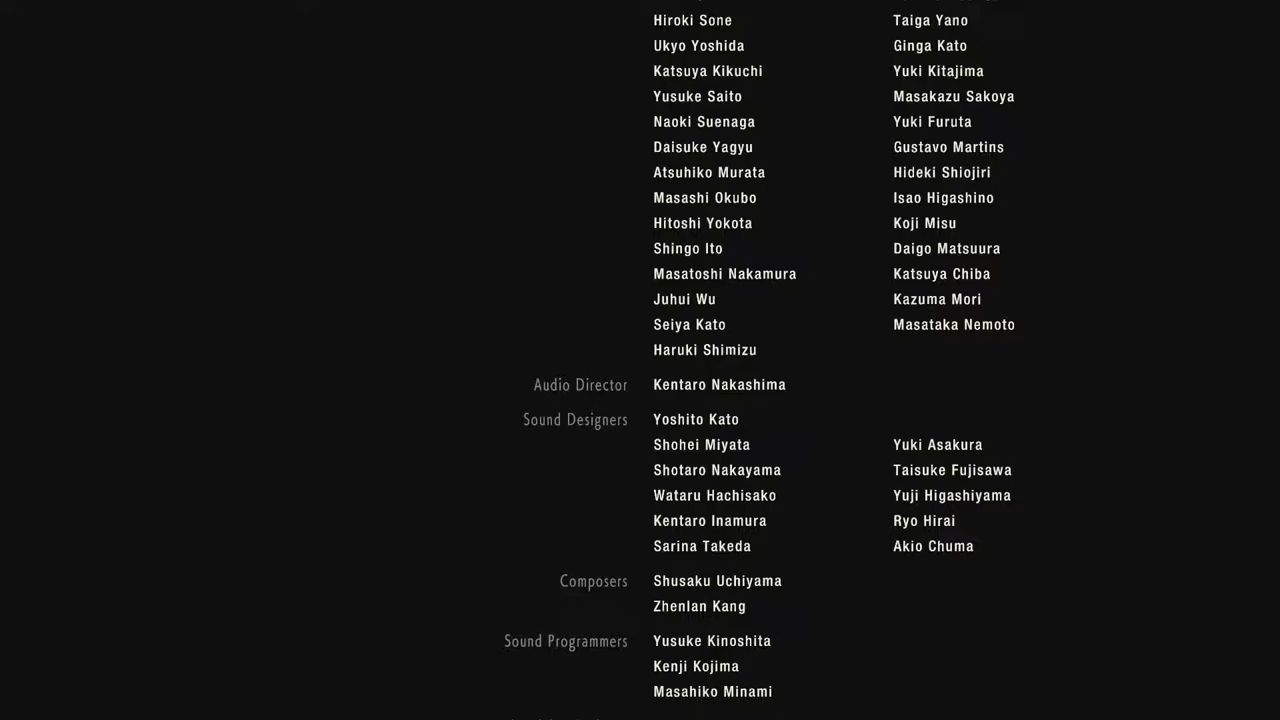 Hiroki Sone Taiga Yano
Ukyo Yoshida Ginga Kato
Katsuya Kikuchi Yuki Kitajima
Yusuke Saito Masakazu Sakoya
Naoki Suenaga Yuki Furuta
Daisuke Yagyu Gustavo Martins
Atsuhiko Murata Hideki Shiojiri
Masashi Okubo Isao Higashino
Hitoshi Yokota Koji Misu
Shingo Ito Daigo Matsuura
Masatoshi Nakamura Katsuya Chiba
Juhui Wu Kazuma Mori
Seiya Kato Masataka Nemoto
Haruki Shimizu
Audio Director Kentaro Nakashima
Sound Designers Yoshito Kato
Shohei Miyata Yuki Asakura
Shotaro Nakayama Taisuke Fujisawa
Wataru Hachisako Yuji Higashiyama
Kentaro Inamura Ryo Hirai
Sarina Takeda Akio Chuma
Composers Shusaku Uchiyama
Zhenlan Kang
Sound Programmers Yusuke Kinoshita
Kenji Kojima
Masahiko Minami